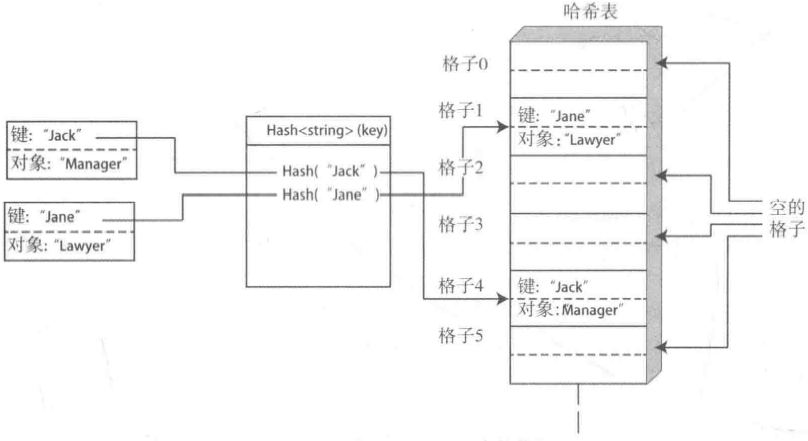 哈希表
格子0
格子1
键: “Jane”
对象: “Lawyer”
格子2
格子3
格子4
键: “Jack”
对象: “Manager”
格子5
键: “Jack”
对象: “Manager”
键: “Jane”
对象: “Lawyer”
Hash<string> (key)
Hash( “Jack” )
Hash( “Jane” )
空的
格子